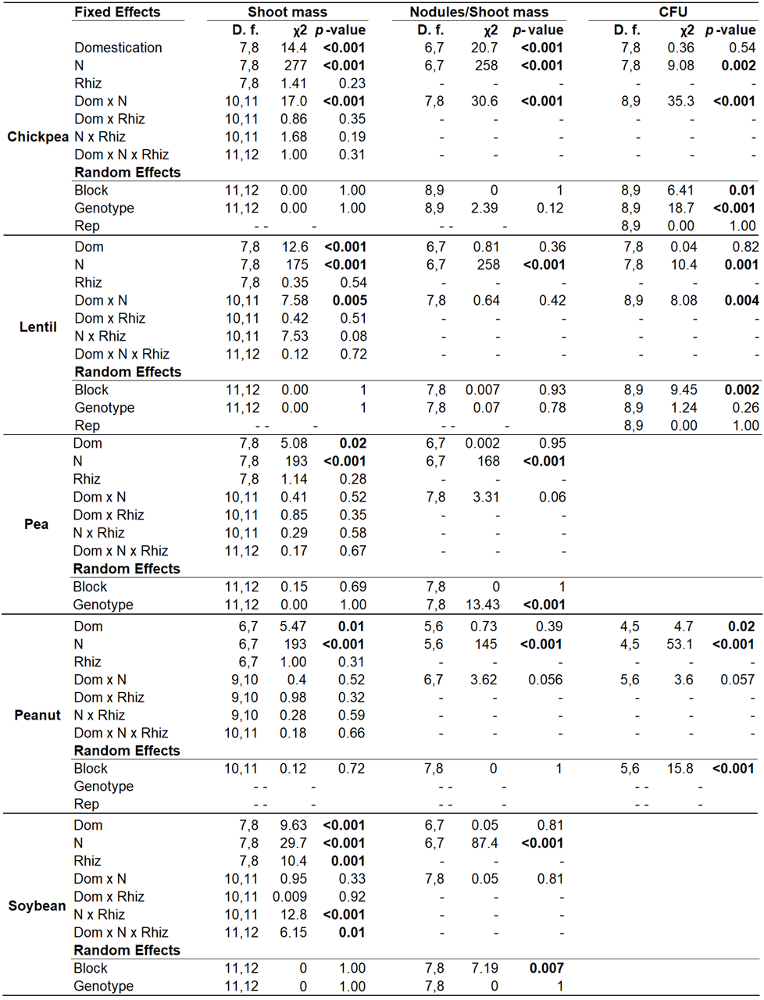 Fixed Effects Shoot mass Nodules/Shoot mass CFU
D. f. χ2 p-value D. f. χ2 p-value D. f. χ2 p-value
Domestication 7,8 14.4 <0.001 6,7 20.7 <0.001 7,8 0.36 0.54
N 7,8 277 <0.001 6,7 258 <0.001 7,8 9.08 0.002
Rhiz 7,8 1.41 0.23 - - - - - -
Dom x N 10,11 17.0 <0.001 7,8 30.6 <0.001 8,9 35.3 <0.001
Dom x Rhiz 10,11 0.86 0.35 - - - - - -
Chickpea N x Rhiz 10,11 1.68 0.19 - - - - - -
Dom x N x Rhiz 11,12 1.00 0.31 - - - - - -
Random Effects
Block 11,12 0.00 1.00 8,9 0 1 8,9 6.41 0.01
Genotype 11,12 0.00 1.00 8,9 2.39 0.12 8,9 18.7 <0.001
Rep - - - - - - 8,9 0.00 1.00
Dom 7,8 12.6 <0.001 6,7 0.81 0.36 7,8 0.04 0.82
N 7,8 175 <0.001 6,7 258 <0.001 7,8 10.4 0.001
Rhiz 7,8 0.35 0.54 - - - - - -
Dom x N 10,11 7.58 0.005 7,8 0.64 0.42 8,9 8.08 0.004
Lentil Dom x Rhiz 10,11 0.42 0.51 - - - - - -
N x Rhiz 10,11 7.53 0.08 - - - - - -
Dom x N x Rhiz 11,12 0.12 0.72 - - - - - -
Random Effects
Block 11,12 0.00 1 7,8 0.007 0.93 8,9 9.45 0.002
Genotype 11,12 0.00 1 7,8 0.07 0.78 8,9 1.24 0.26
Rep - - - - - - 8,9 0.00 1.00
Dom 7,8 5.08 0.02 6,7 0.002 0.95
N 7,8 193 <0.001 6,7 168 <0.001
Rhiz 7,8 1.14 0.28 - - -
Dom x N 10,11 0.41 0.52 7,8 3.31 0.06
Pea Dom x Rhiz 10,11 0.85 0.35 - - -
N x Rhiz 10,11 0.29 0.58 - - -
Dom x N x Rhiz 11,12 0.17 0.67 - - -
Random Effects
Block 11,12 0.15 0.69 7,8 0 1
Genotype 11,12 0.00 1.00 7,8 13.43 <0.001
Dom 6,7 5.47 0.01 5,6 0.73 0.39 4,5 4.7 0.02
N 6,7 193 <0.001 5,6 145 <0.001 4,5 53.1 <0.001
Rhiz 6,7 1.00 0.31 - - - - - -
Dom x N 9,10 0.4 0.52 6,7 3.62 0.056 5,6 3.6 0.057
Dom x Rhiz 9,10 0.98 0.32 - - - - - -
Peanut N x Rhiz 9,10 0.28 0.59 - - - - - -
Dom x N x Rhiz 10,11 0.18 0.66 - - - - - -
Random Effects
Block 10,11 0.12 0.72 7,8 0 1 5,6 15.8 <0.001
Genotype - - - - - - - - -
Rep - - - - - - - - -
Dom 7,8 9.63 <0.001 6,7 0.05 0.81
N 7,8 29.7 <0.001 6,7 87.4 <0.001
Rhiz 7,8 10.4 0.001 - - -
Dom x N 10,11 0.95 0.33 7,8 0.05 0.81
Soybean Dom x Rhiz 10,11 0.009 0.92 - - -
N x Rhiz 10,11 12.8 <0.001 - - -
Dom x N x Rhiz 11,12 6.15 0.01 - - -
Random Effects
Block 11,12 0 1.00 7,8 7.19 0.007
Genotype 11,12 0 1.00 7,8 0 1